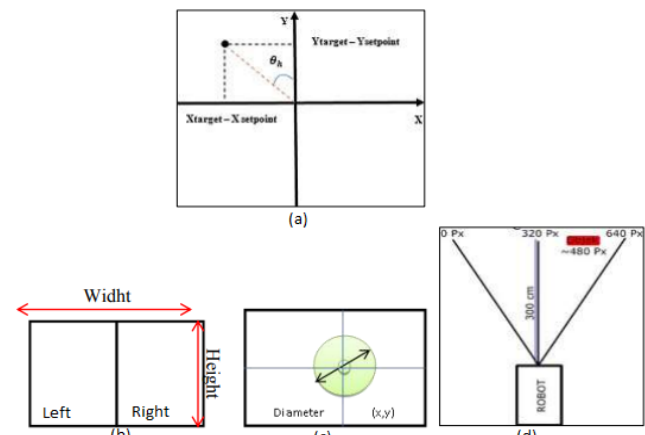 Y
Ytarget-Ysetpoint
θh
X
Xtarget-Xsetpoint
(a)
0 Px
320 Px
640 Px
~480 Px
300 cm
ROBOT
(d)
Widht
Height
Left
Right
(b)
Diameter
(x,y)
(c)